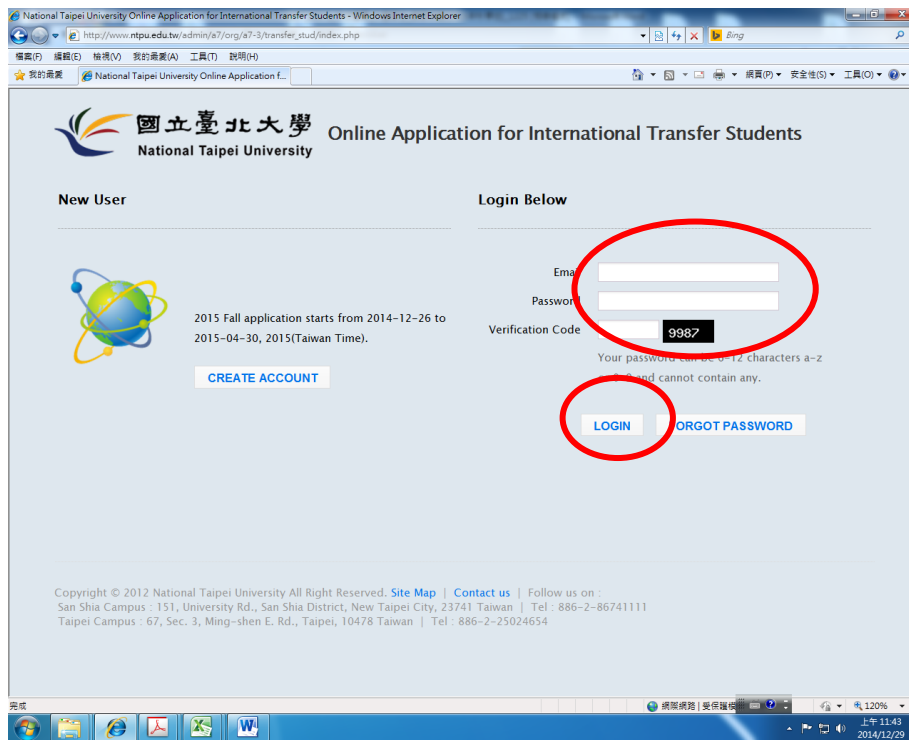 National Taipei University Online Application for International Transfer Students - Windows Internet Explorer
http://www.ntpu.edu.tw/admin/a7/org/a7-3/transfer_stud/index.php
Bing
檔案(F) 編輯(E) 檢視(V) 我的最愛(A) 工具(T) 說明(H)
我的最愛 National Taipei University Online Application f... 網頁(P) 安全性(S) 工具(O)
國立臺北大學
National Taipei University
Online Application for International Transfer Students
New User
Login Below
Emai
Password
Verification Code 9987
2015 Fall application starts from 2014-12-26 to
2015-04-30, 2015(Taiwan Time).
CREATE ACCOUNT
Your password can be 6-12 characters a-z
0-9 and cannot contain any.
LOGIN
FORGOT PASSWORD
Copyright © 2012 National Taipei University All Right Reserved. Site Map | Contact us | Follow us on :
San Shia Campus : 151, University Rd., San Shia District, New Taipei City, 23741 Taiwan | Tel : 886-2-86741111
Taipei Campus : 67, Sec. 3, Ming-shen E. Rd., Taipei, 10478 Taiwan | Tel : 886-2-25024654
完成
網際網路 | 受保護模
120%
上午 11:43
2014/12/29